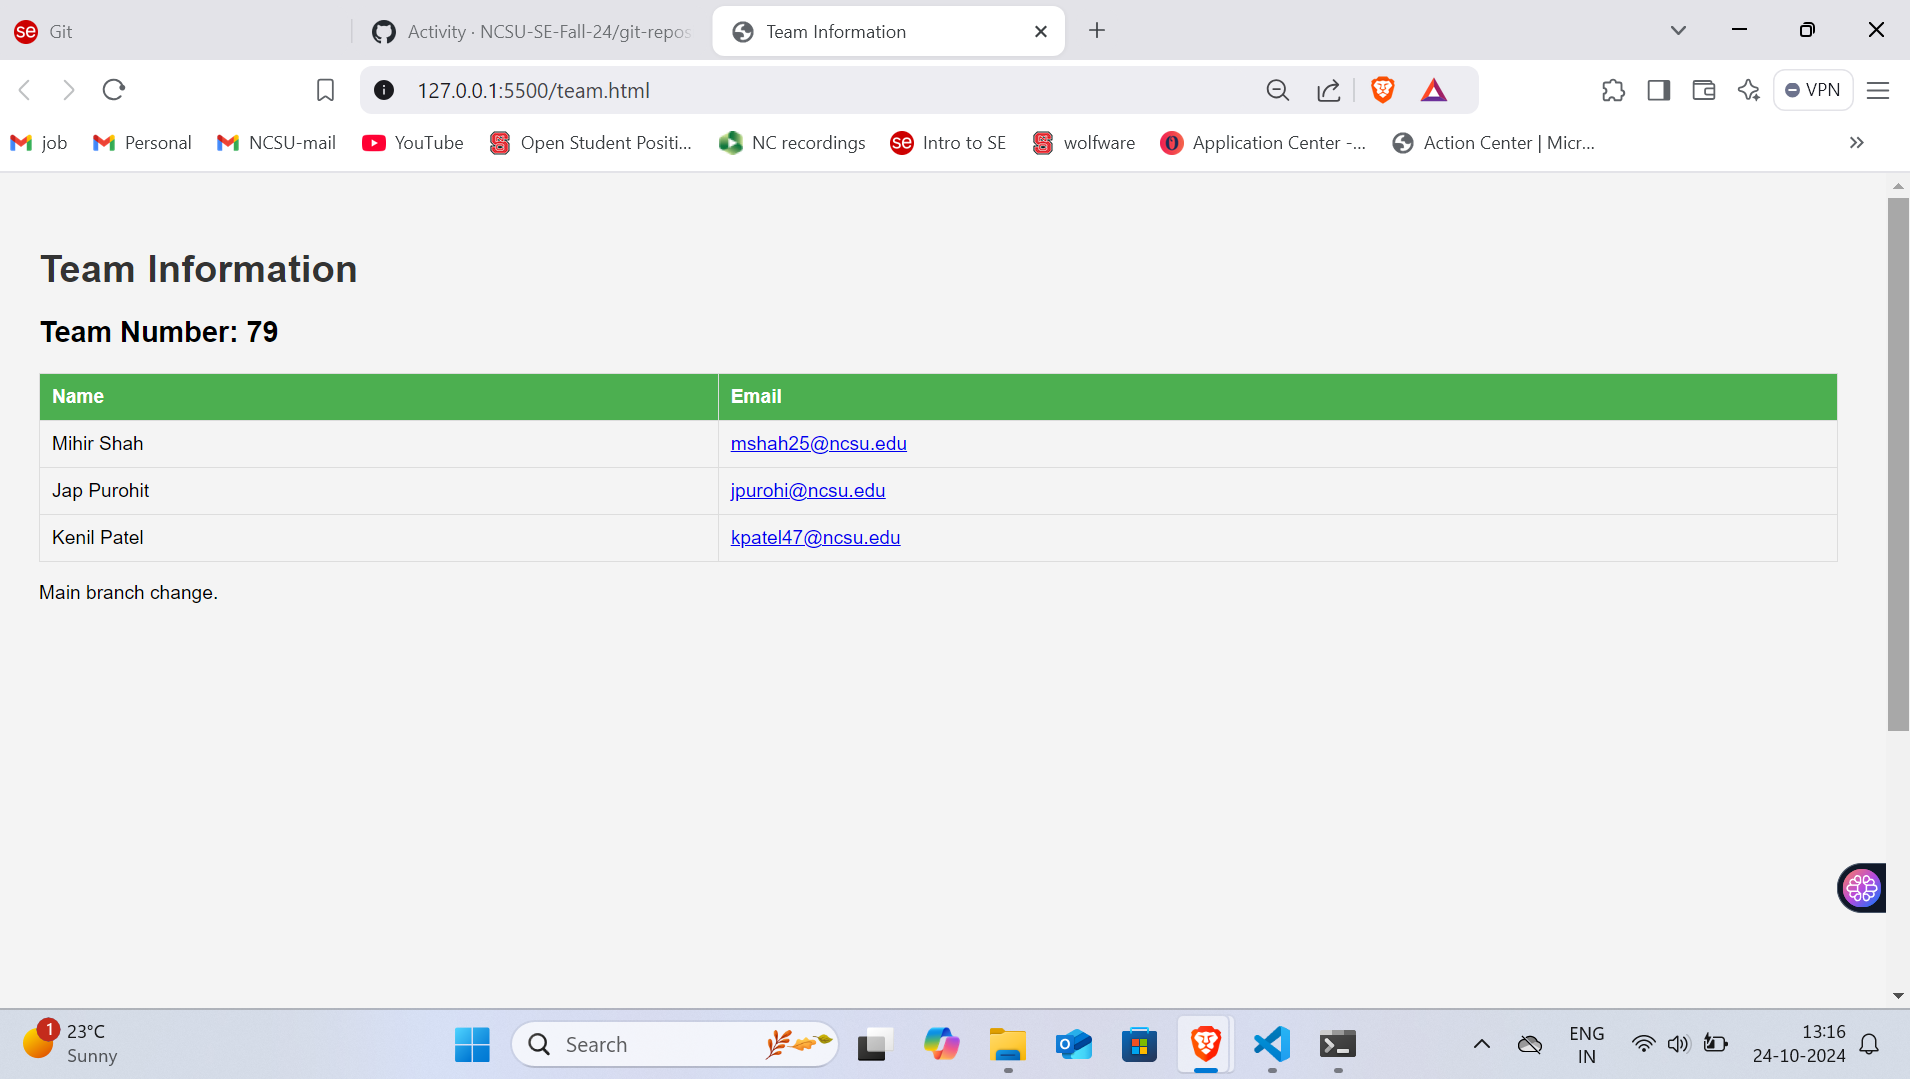 se Git
Activity · NCSU-SE-Fall-24/git-repos
Team Information
127.0.0.1:5500/team.html
VPN
job
Personal
NCSU-mail
YouTube
Open Student Positi...
NC recordings
se Intro to SE
wolfware
Application Center -...
Action Center | Micr...
Team Information
Team Number: 79
Name Email
Mihir Shah mshah25@ncsu.edu
Jap Purohit jpurohi@ncsu.edu
Kenil Patel kpatel47@ncsu.edu
Main branch change.
1
23°C
Sunny
Search
ENG
IN
13:16
24-10-2024